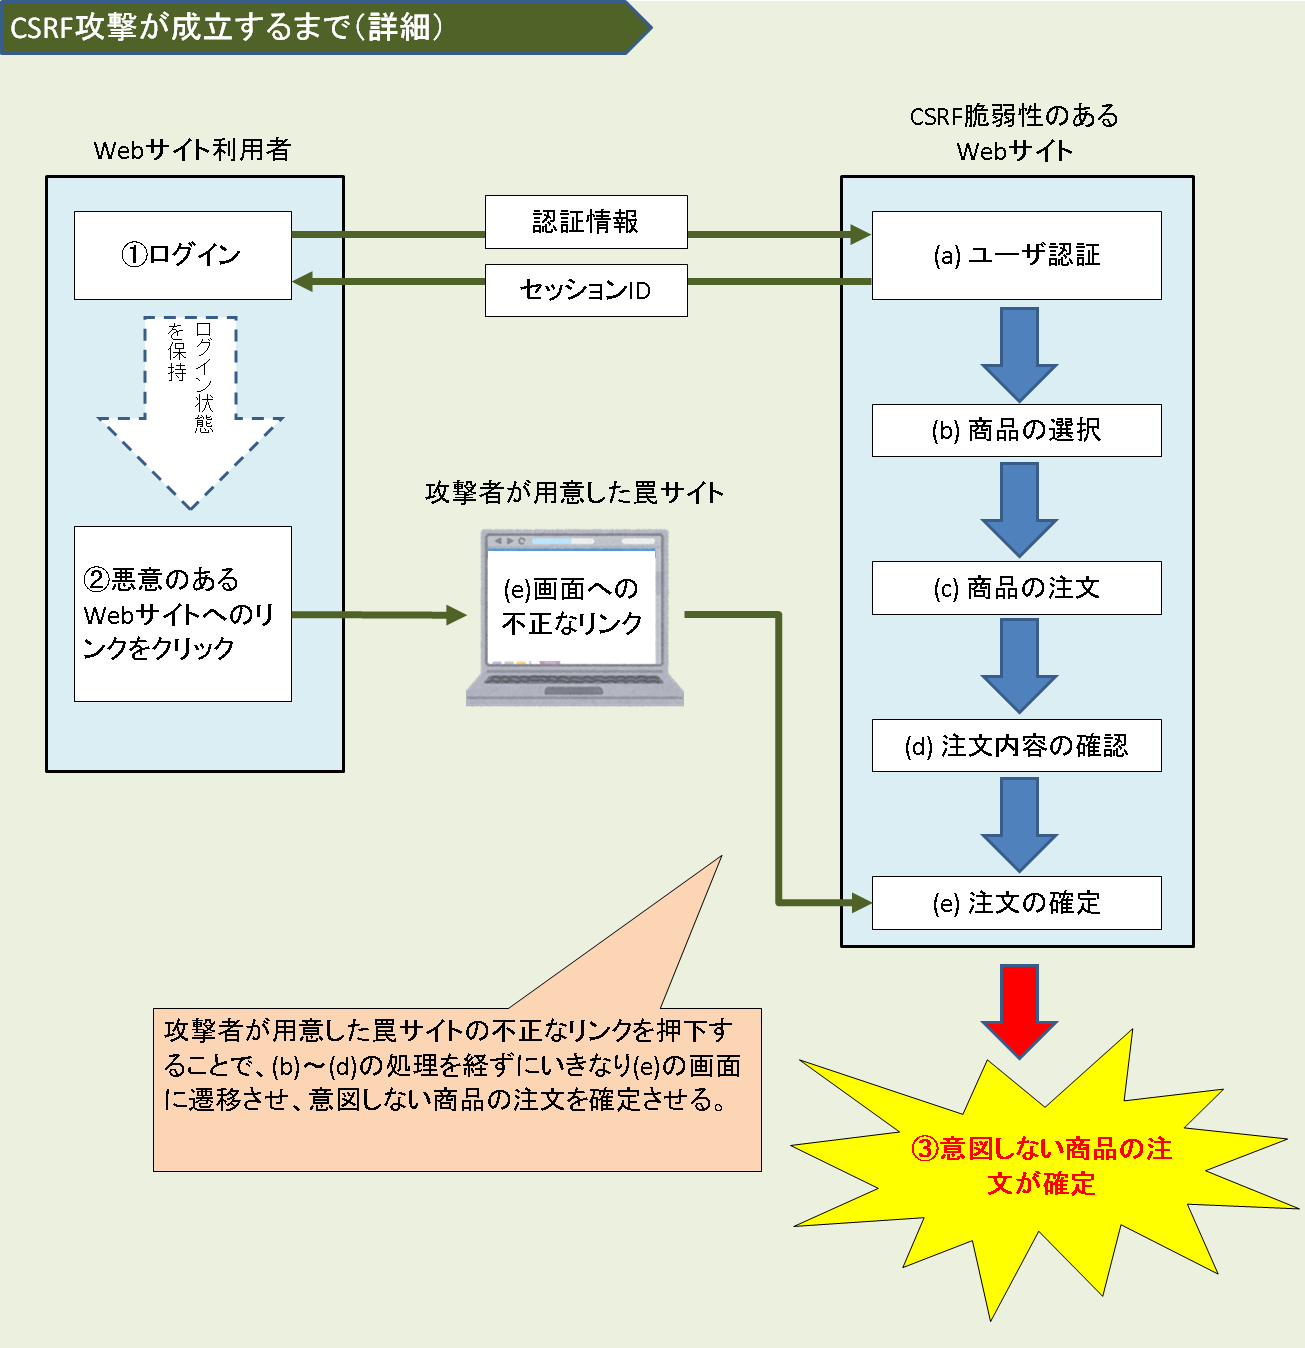 CSRF攻撃が成立するまで（詳細）
CSRF脆弱性のある
Webサイト
Webサイト利用者
①ログイン
認証情報
セッションID
(a) ユーザ認証
ログイン状態
を保持
(b) 商品の選択
攻撃者が用意した罠サイト
②悪意のある
Webサイトへのリ
ンクをクリック
(e)画面への
不正なリンク
(c) 商品の注文
(d) 注文内容の確認
(e) 注文の確定
攻撃者が用意した罠サイトの不正なリンクを押下す
ることで、(b)～(d)の処理を経ずにいきなり(e)の画面
に遷移させ、意図しない商品の注文を確定させる。
③意図しない商品の注
文が確定